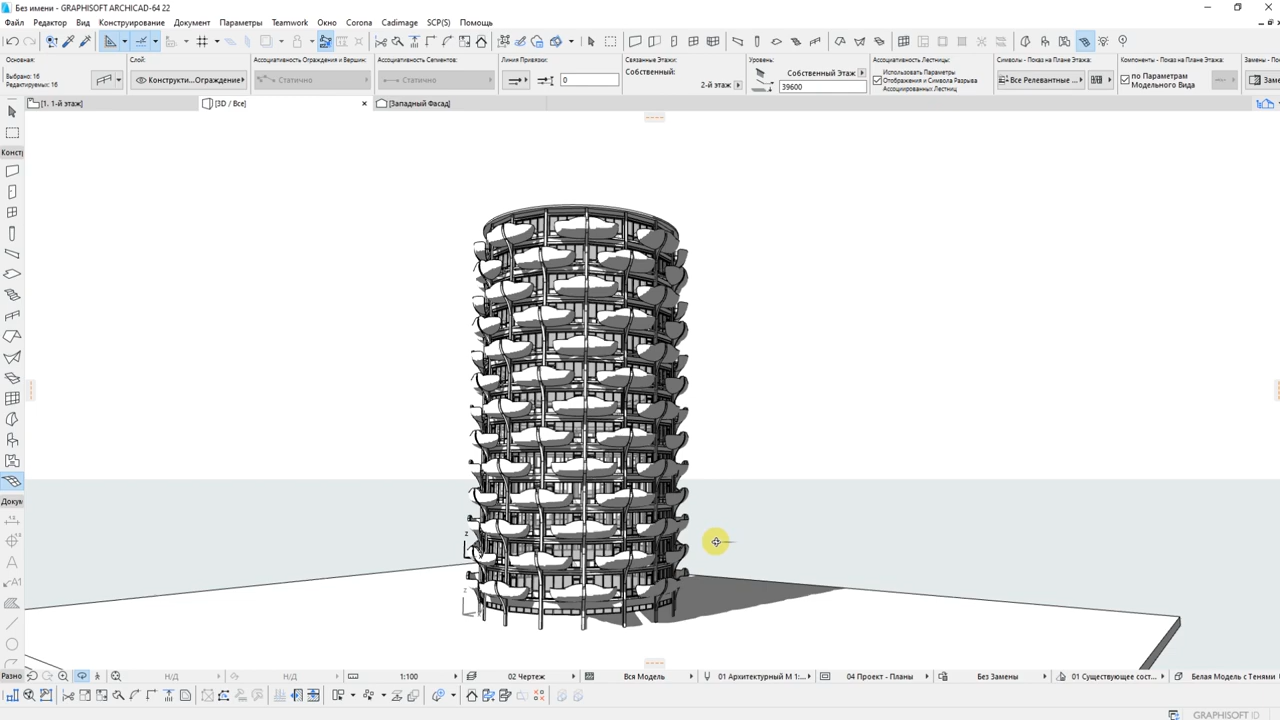 Без имени - GRAPHISOFT ARCHICAD-64 22
Файл Редактор Вид Конструирование Документ Параметры Teamwork Окно Corona Cadimage SCP(S) Помощь
Основная: Ассоциативность Ограждения и Вершин: Ассоциативность Сегментов: Линия Привязки: Связанные Этажи: Уровень: Ассоциативность Лестницы: Символы - Показ на Плане Этажа: Компоненты - Показ на Плане Этажа: Замены - По
Слой:
Выбрано: 16
Редактируемых: 16
Конструкти...Ограждение
Статично
Статично
0
Собственный:
2-й этаж
Собственный Этаж
39600
Использовать Параметры
Отображения и Символа Разрыва
Ассоциированных Лестниц
Все Релевантные ...
по Параметрам
Модельного Вида
Заме
[1. 1-й этаж] [3D / Все] [Западный Фасад]
Конст
z
z
Докум
A1
Разно
Н/Д Н/Д 1:100 02 Чертеж Вся Модель 01 Архитектурный М 1:... 04 Проект - Планы Без Замены 01 Существующее сост... Белая Модель с Тенями
GRAPHISOFT ID